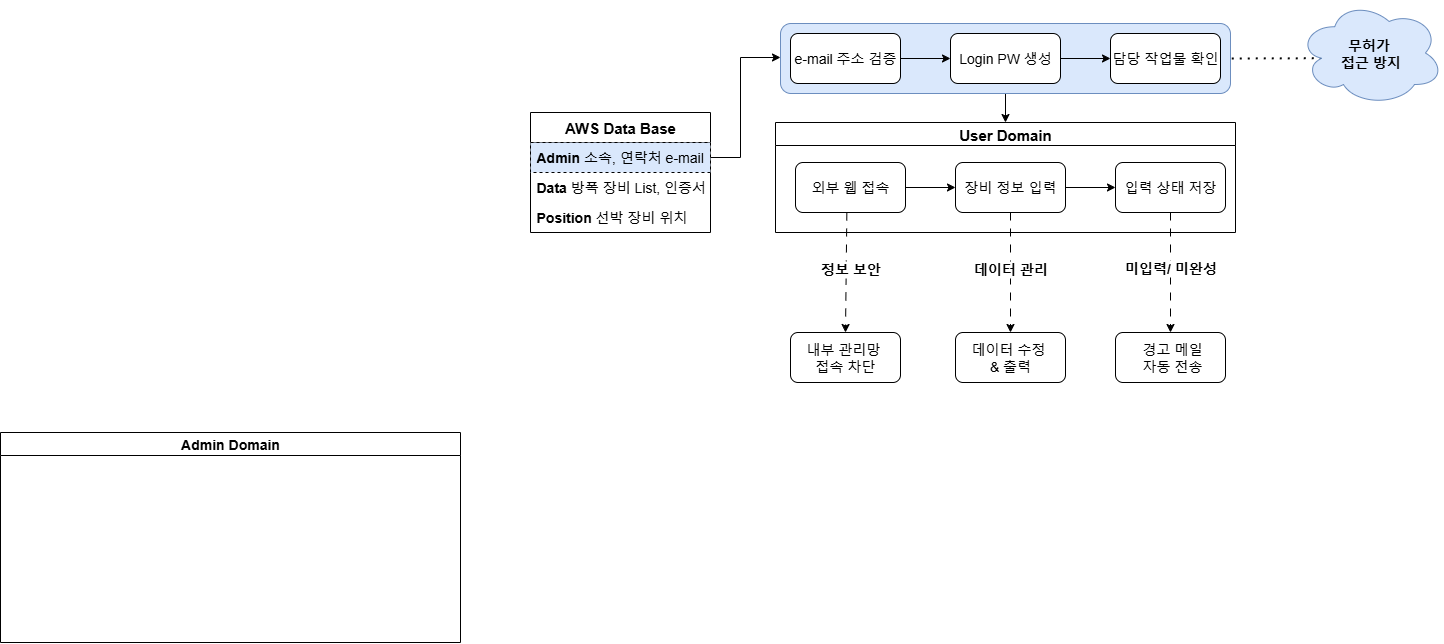 e-mail 주소 검증
Login PW 생성
담당 작업물 확인
무허가
접근 방지
AWS Data Base
Admin 소속, 연락처 e-mail
Data 방폭 장비 List, 인증서
Position 선박 장비 위치
User Domain
외부 웹 접속
장비 정보 입력
입력 상태 저장
정보 보안
데이터 관리
미입력/ 미완성
내부 관리망
접속 차단
데이터 수정
& 출력
경고 메일
자동 전송
Admin Domain